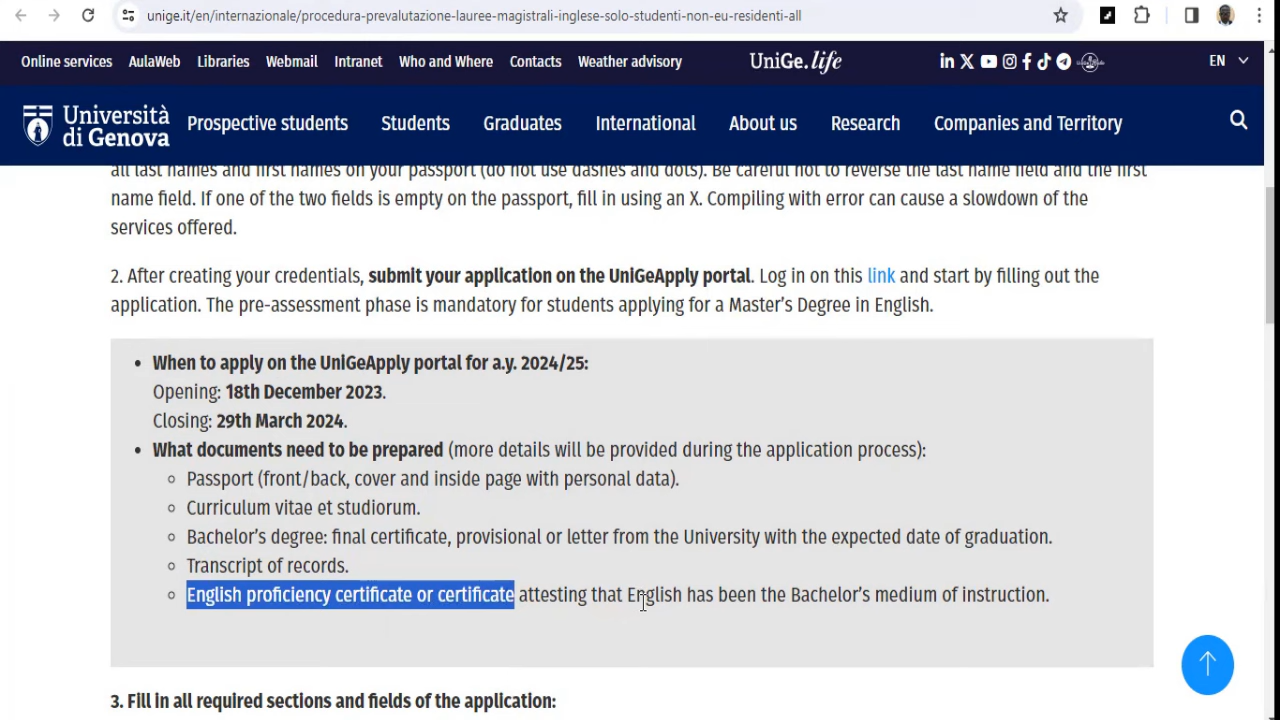 unige.it/en/internazionale/procedura-prevalutazione-lauree-magistrali-inglese-solo-studenti-non-eu-residenti-all
Online services AulaWeb Libraries Webmail Intranet Who and Where Contacts Weather advisory UniGe.life EN
Università di Genova
Prospective students Students Graduates International About us Research Companies and Territory
all last names and first names on your passport (do not use dashes and dots). Be careful not to reverse the last name field and the first
name field. If one of the two fields is empty on the passport, fill in using an X. Compiling with error can cause a slowdown of the
services offered.
2. After creating your credentials, submit your application on the UniGeApply portal. Log in on this link and start by filling out the
application. The pre-assessment phase is mandatory for students applying for a Master's Degree in English.
• When to apply on the UniGeApply portal for a.y. 2024/25:
Opening: 18th December 2023.
Closing: 29th March 2024.
• What documents need to be prepared (more details will be provided during the application process):
◦ Passport (front/back, cover and inside page with personal data).
◦ Curriculum vitae et studiorum.
◦ Bachelor's degree: final certificate, provisional or letter from the University with the expected date of graduation.
◦ Transcript of records.
◦ English proficiency certificate or certificate attesting that English has been the Bachelor's medium of instruction.
3. Fill in all required sections and fields of the application: